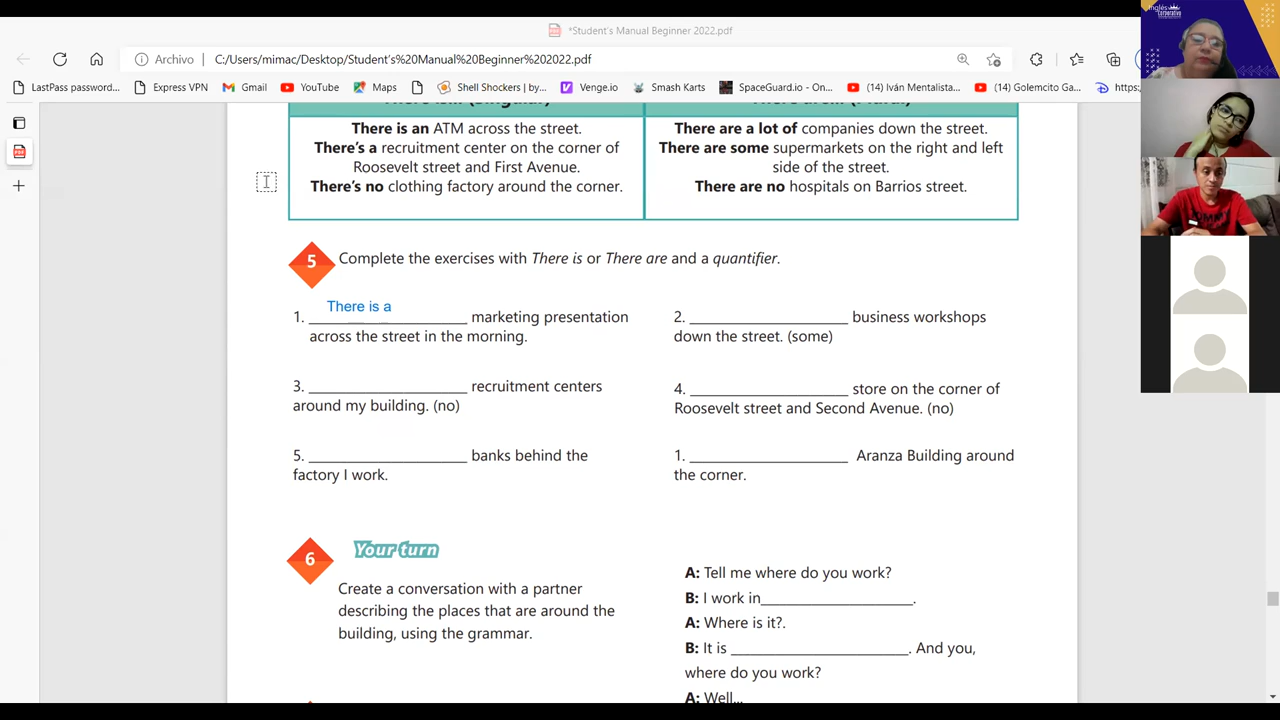 *Student's Manual Beginner 2022.pdf
Archivo
C:/Users/mimac/Desktop/Student's%20Manual%20Beginner%202022.pdf
LastPass password...
Express VPN
Gmail
YouTube
Maps
Shell Shockers | by...
Venge.io
Smash Karts
SpaceGuard.io - On...
(14) Iván Mentalista...
(14) Golemcito Ga...
https:
Inglés
corporativo
There is... (Singular)
There are... (Plural)
There is an ATM across the street.
There's a recruitment center on the corner of
Roosevelt street and First Avenue.
There's no clothing factory around the corner.
There are a lot of companies down the street.
There are some supermarkets on the right and left
side of the street.
There are no hospitals on Barrios street.
5 Complete the exercises with There is or There are and a quantifier.
There is a
1. ____________________ marketing presentation
across the street in the morning.
2. ____________________ business workshops
down the street. (some)
3. ____________________ recruitment centers
around my building. (no)
4. ____________________ store on the corner of
Roosevelt street and Second Avenue. (no)
5. ____________________ banks behind the
factory I work.
1. ____________________ Aranza Building around
the corner.
6 Your turn
Create a conversation with a partner
describing the places that are around the
building, using the grammar.
A: Tell me where do you work?
B: I work in____________________.
A: Where is it?.
B: It is _______________________. And you,
where do you work?
A: Well...